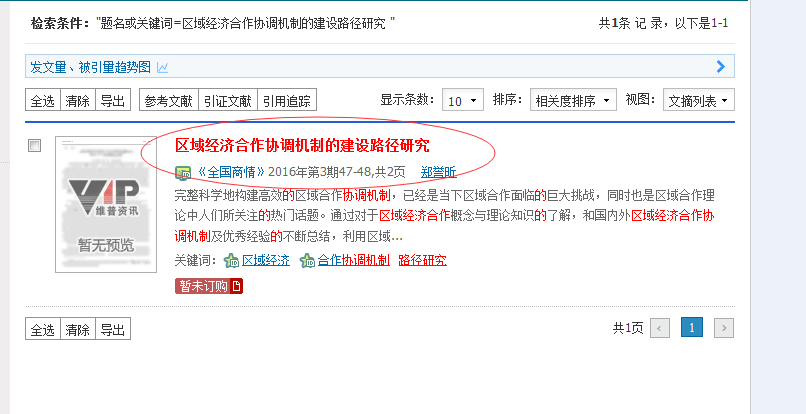 检索条件："题名或关键词=区域经济合作协调机制的建设路径研究 "
共1条 记 录，以下是1-1
发文量、被引量趋势图
全选 清除 导出 参考文献 引证文献 引用追踪 显示条数： 10 排序： 相关度排序 视图： 文摘列表
区域经济合作协调机制的建设路径研究
《全国商情》2016年第3期47-48,共2页 郑誉昕
VIP
维普资讯
暂无预览
完整科学地构建高效的区域合作协调机制，已经是当下区域合作面临的巨大挑战，同时也是区域合作理
论中人们所关注的热门话题。通过对于区域经济合作概念与理论知识的了解，和国内外区域经济合作协
调机制及优秀经验的不断总结，利用区域...
关键词： 区域经济 合作协调机制 路径研究
暂未订购
全选 清除 导出
共1页 < 1 >